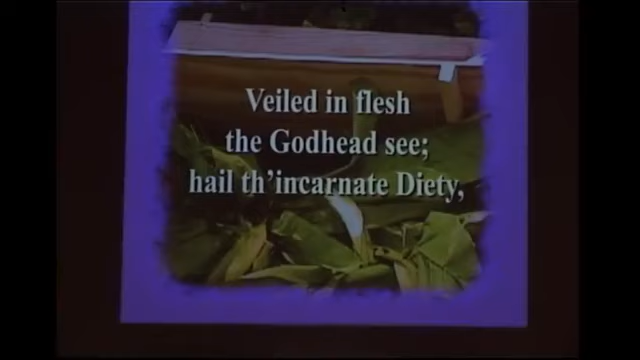 Veiled in flesh
the Godhead see;
hail th'incarnate Diety,